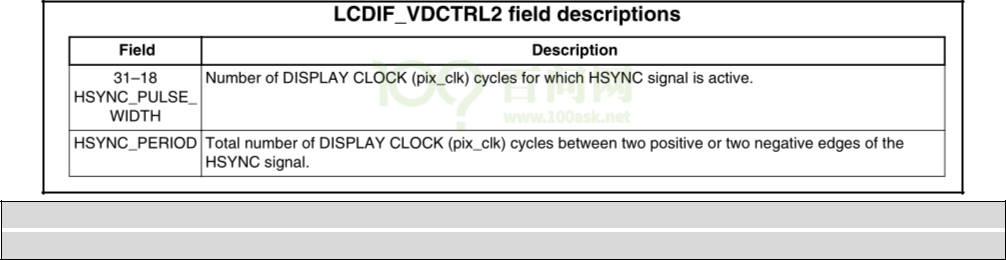 LCDIF_VDCTRL2 field descriptions
Field Description
31–18 Number of DISPLAY CLOCK (pix_clk) cycles for which HSYNC signal is active.
HSYNC_PULSE_
WIDTH
HSYNC_PERIOD Total number of DISPLAY CLOCK (pix_clk) cycles between two positive or two negative edges of the
HSYNC signal.
百问网
www.100ask.net